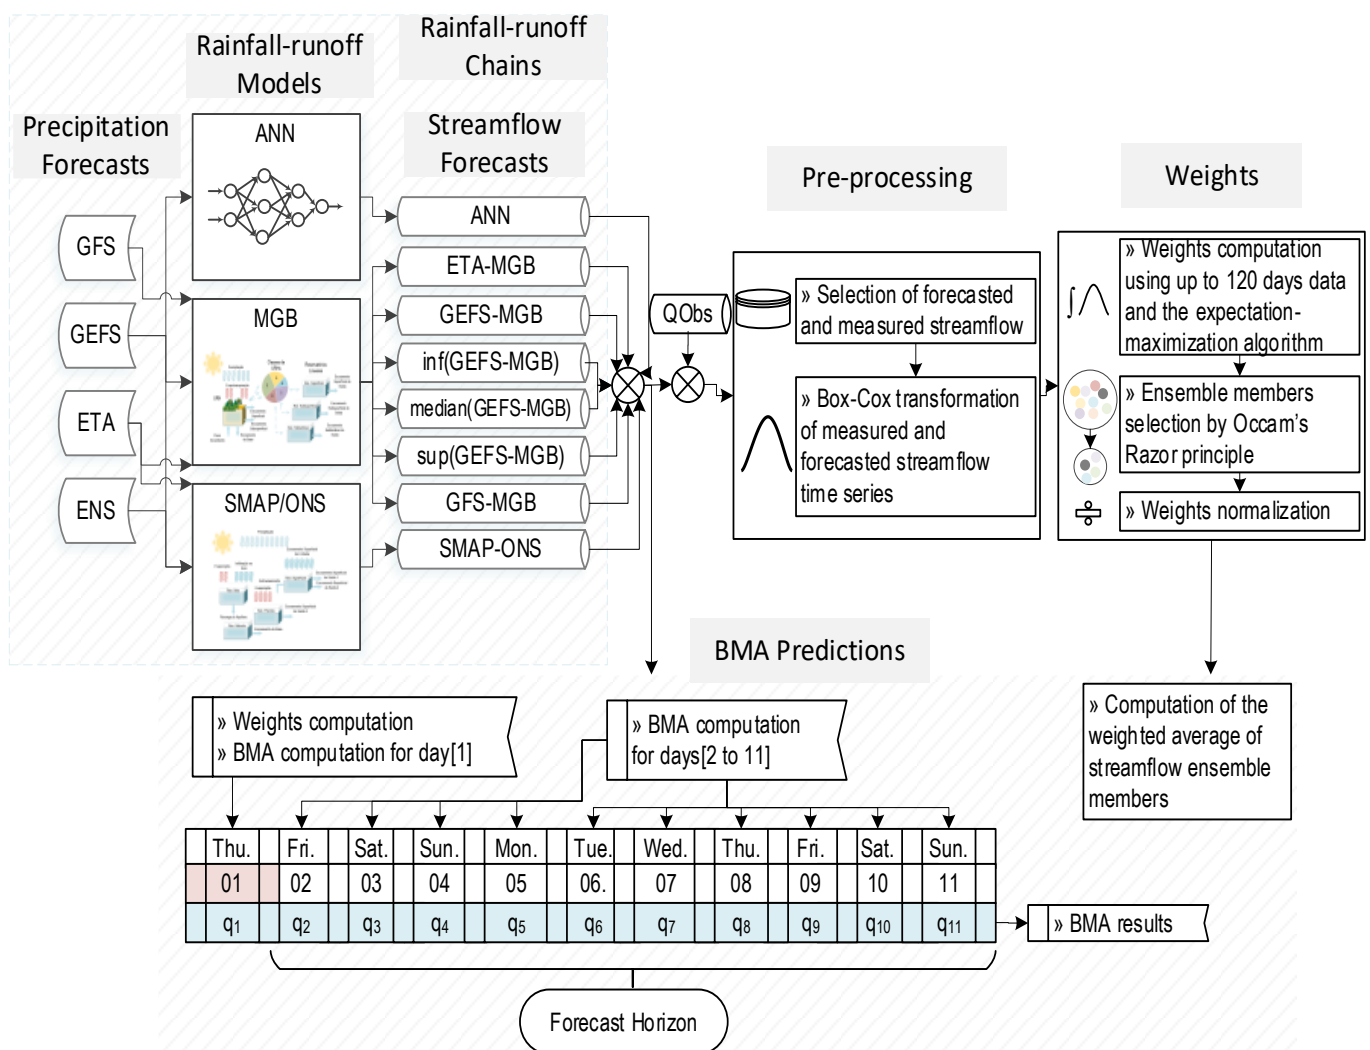 Rainfall-runoff
Models
Rainfall-runoff
Chains
Precipitation
Forecasts
Streamflow
Forecasts
Pre-processing
Weights
GFS
GEFS
ETA
ENS
ANN
MGB
SMAP/ONS
ANN
ETA-MGB
GEFS-MGB
inf(GEFS-MGB)
median(GEFS-MGB)
sup(GEFS-MGB)
GFS-MGB
SMAP-ONS
QObs
» Selection of forecasted
and measured streamflow
» Box-Cox transformation
of measured and
forecasted streamflow
time series
» Weights computation
using up to 120 days data
and the expectation-
maximization algorithm
» Ensemble members
selection by Occam's
Razor principle
» Weights normalization
» Computation of the
weighted average of
streamflow ensemble
members
BMA Predictions
» Weights computation
» BMA computation for day[1]
» BMA computation
for days[2 to 11]
Thu. Fri. Sat. Sun. Mon. Tue. Wed. Thu. Fri. Sat. Sun.
01 02 03 04 05 06. 07 08 09 10 11
q1 q2 q3 q4 q5 q6 q7 q8 q9 q10 q11
» BMA results
Forecast Horizon